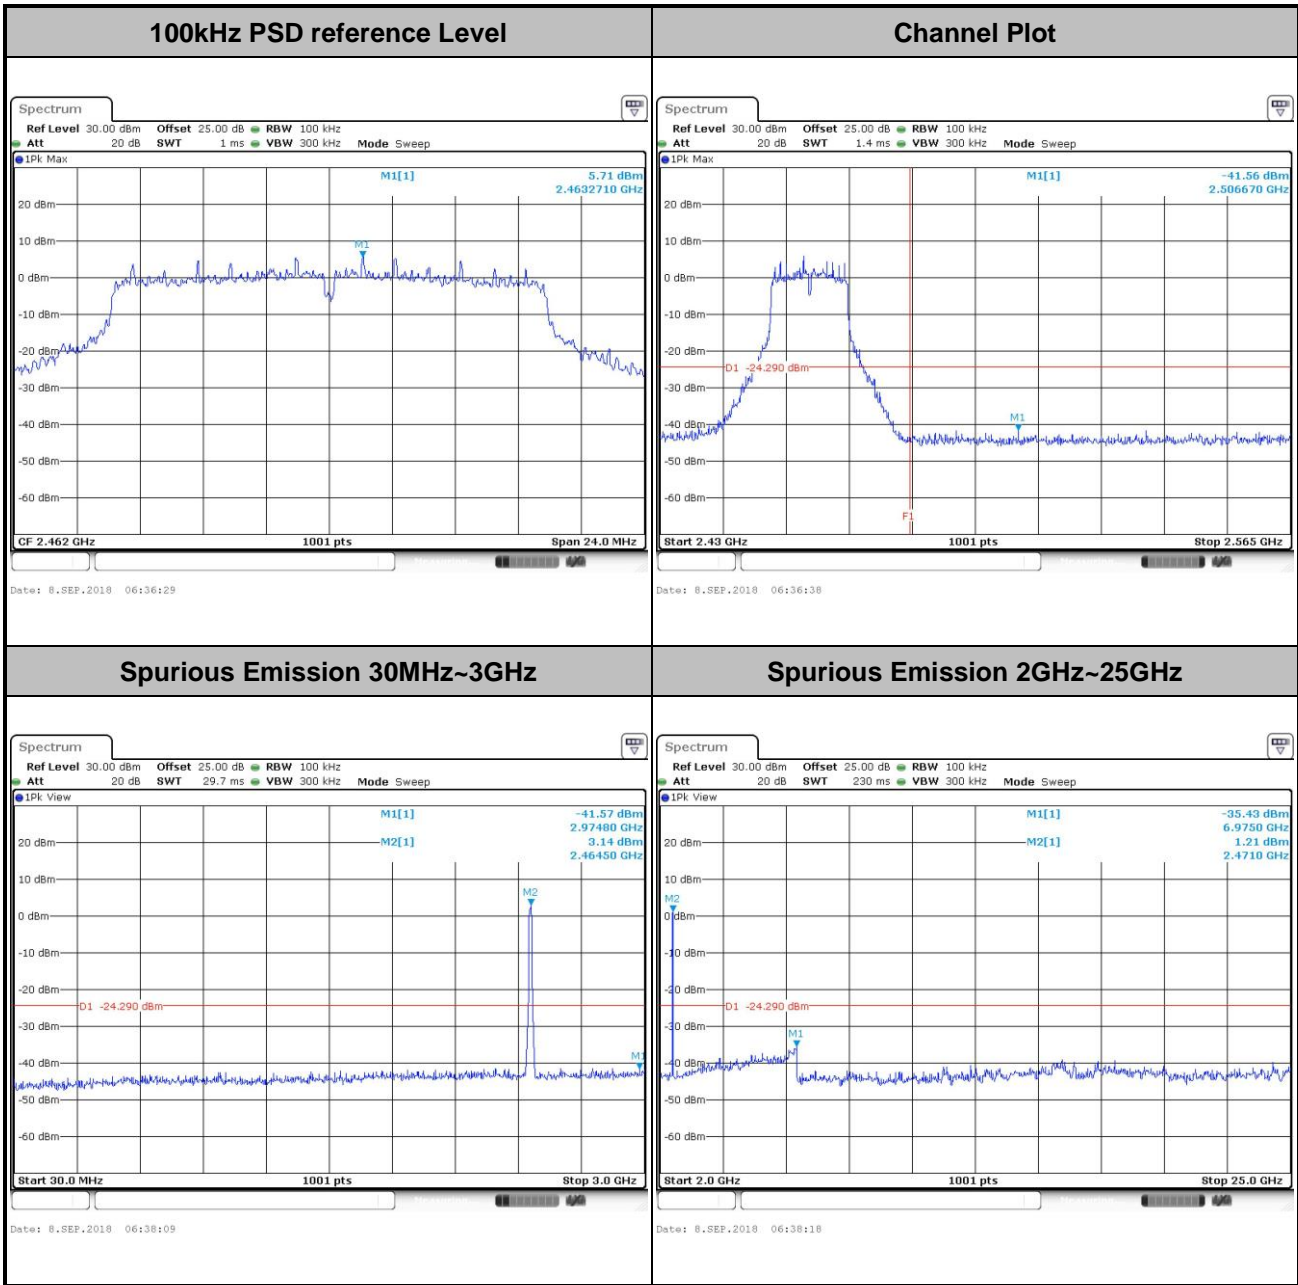 100kHz PSD reference Level
Channel Plot
Spectrum
Ref Level 30.00 dBm Offset 25.00 dB RBW 100 kHz
Att 20 dB SWT 1 ms VBW 300 kHz Mode Sweep
1Pk Max
M1[1] 5.71 dBm
2.4632710 GHz
20 dBm
10 dBm
M1
0 dBm
-10 dBm
-20 dBm
-30 dBm
-40 dBm
-50 dBm
-60 dBm
CF 2.462 GHz 1001 pts Span 24.0 MHz
Date: 8.SEP.2018 06:36:29
Spectrum
Ref Level 30.00 dBm Offset 25.00 dB RBW 100 kHz
Att 20 dB SWT 1.4 ms VBW 300 kHz Mode Sweep
1Pk Max
M1[1] -41.56 dBm
2.506670 GHz
20 dBm
10 dBm
0 dBm
-10 dBm
-20 dBm
D1 -24.290 dBm
-30 dBm
M1
-40 dBm
-50 dBm
-60 dBm
F1
Start 2.43 GHz 1001 pts Stop 2.565 GHz
Date: 8.SEP.2018 06:36:38
Spurious Emission 30MHz~3GHz
Spurious Emission 2GHz~25GHz
Spectrum
Ref Level 30.00 dBm Offset 25.00 dB RBW 100 kHz
Att 20 dB SWT 29.7 ms VBW 300 kHz Mode Sweep
1Pk View
M1[1] -41.57 dBm
2.97480 GHz
20 dBm M2[1] 3.14 dBm
2.46450 GHz
10 dBm
M2
0 dBm
-10 dBm
-20 dBm
D1 -24.290 dBm
-30 dBm
M1
-40 dBm
-50 dBm
-60 dBm
Start 30.0 MHz 1001 pts Stop 3.0 GHz
Date: 8.SEP.2018 06:38:09
Spectrum
Ref Level 30.00 dBm Offset 25.00 dB RBW 100 kHz
Att 20 dB SWT 230 ms VBW 300 kHz Mode Sweep
1Pk View
M1[1] -35.43 dBm
6.9750 GHz
20 dBm M2[1] 1.21 dBm
2.4710 GHz
10 dBm
M2
0 dBm
-10 dBm
-20 dBm
D1 -24.290 dBm
-30 dBm
M1
-40 dBm
-50 dBm
-60 dBm
Start 2.0 GHz 1001 pts Stop 25.0 GHz
Date: 8.SEP.2018 06:38:18